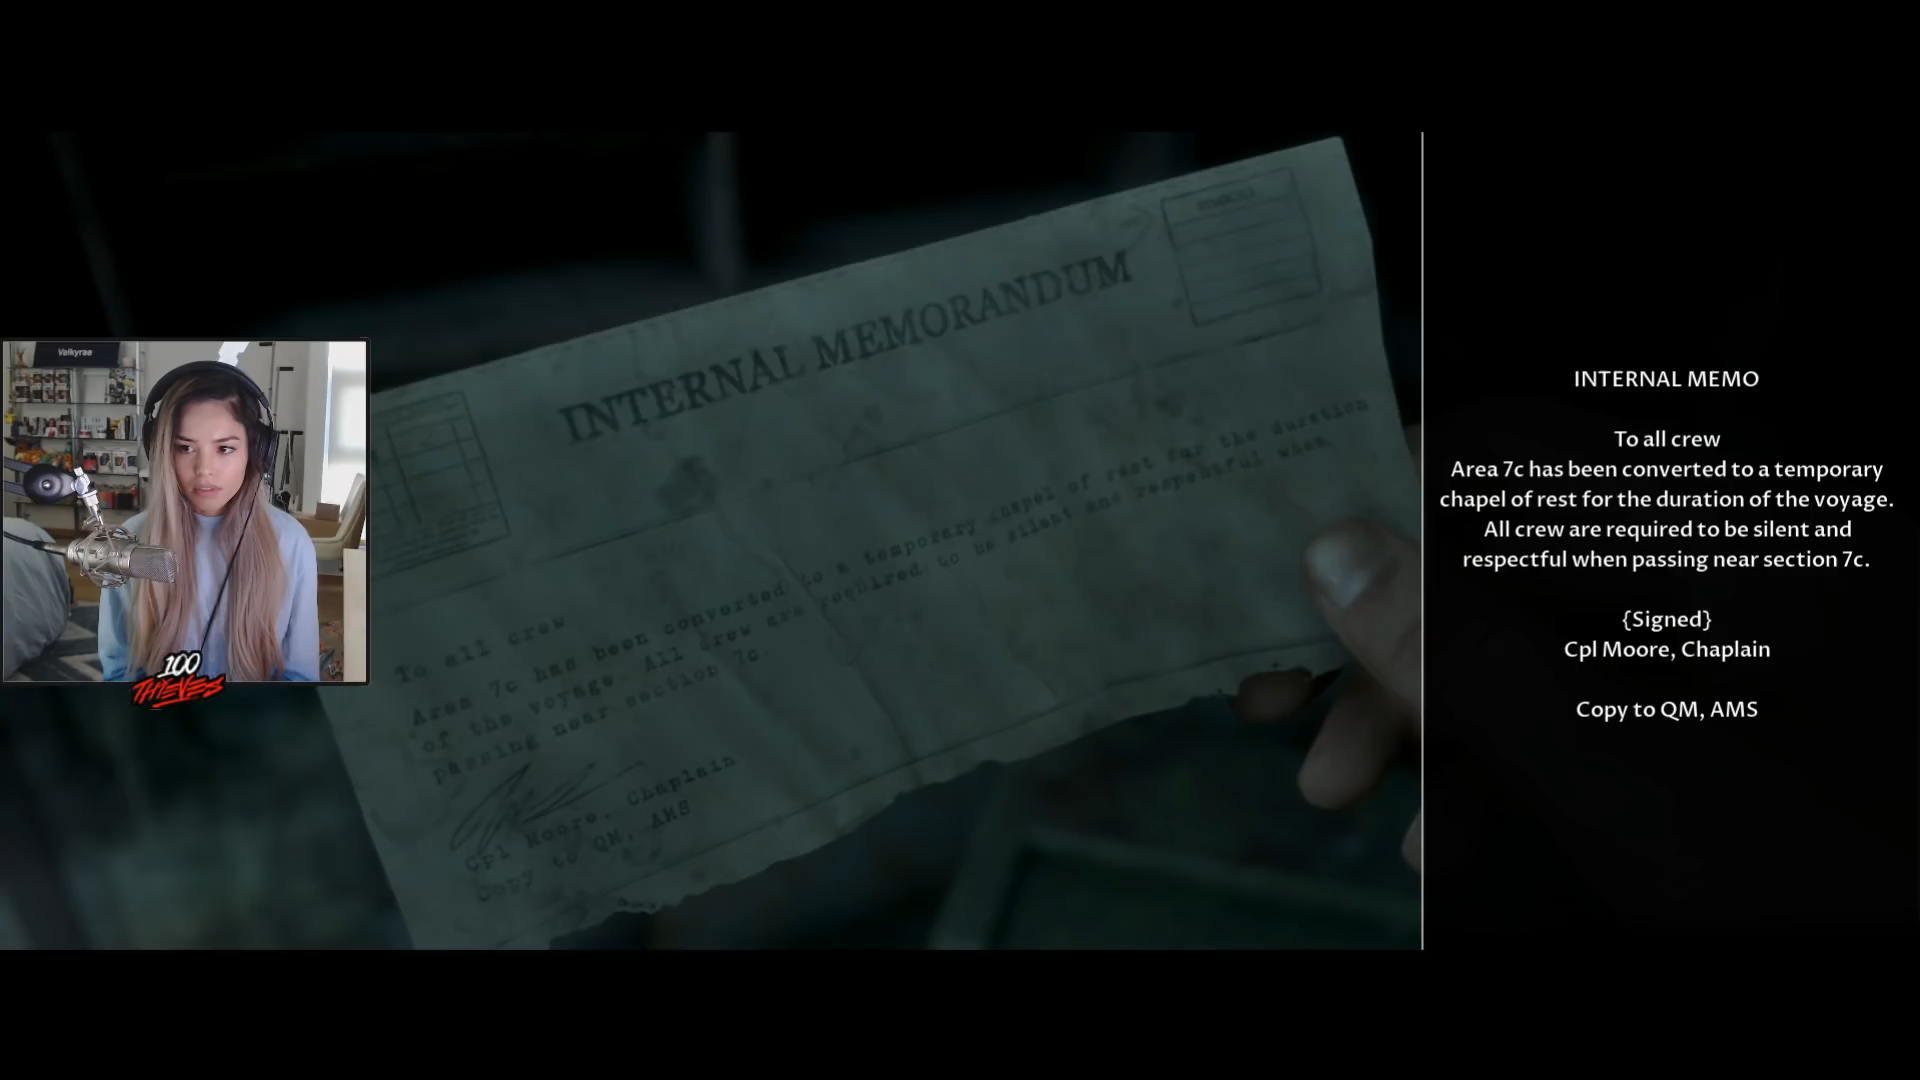 INTERNAL MEMORANDUM
To all crew
Area 7c has been converted to a temporary chapel of rest for the duration
of the voyage. All crew are required to be silent and respectful when
passing near section 7c.
Cpl Moore, Chaplain
Copy to QM, AMS
Valkyrae
100
THIEVES
INTERNAL MEMO
To all crew
Area 7c has been converted to a temporary
chapel of rest for the duration of the voyage.
All crew are required to be silent and
respectful when passing near section 7c.
{Signed}
Cpl Moore, Chaplain
Copy to QM, AMS